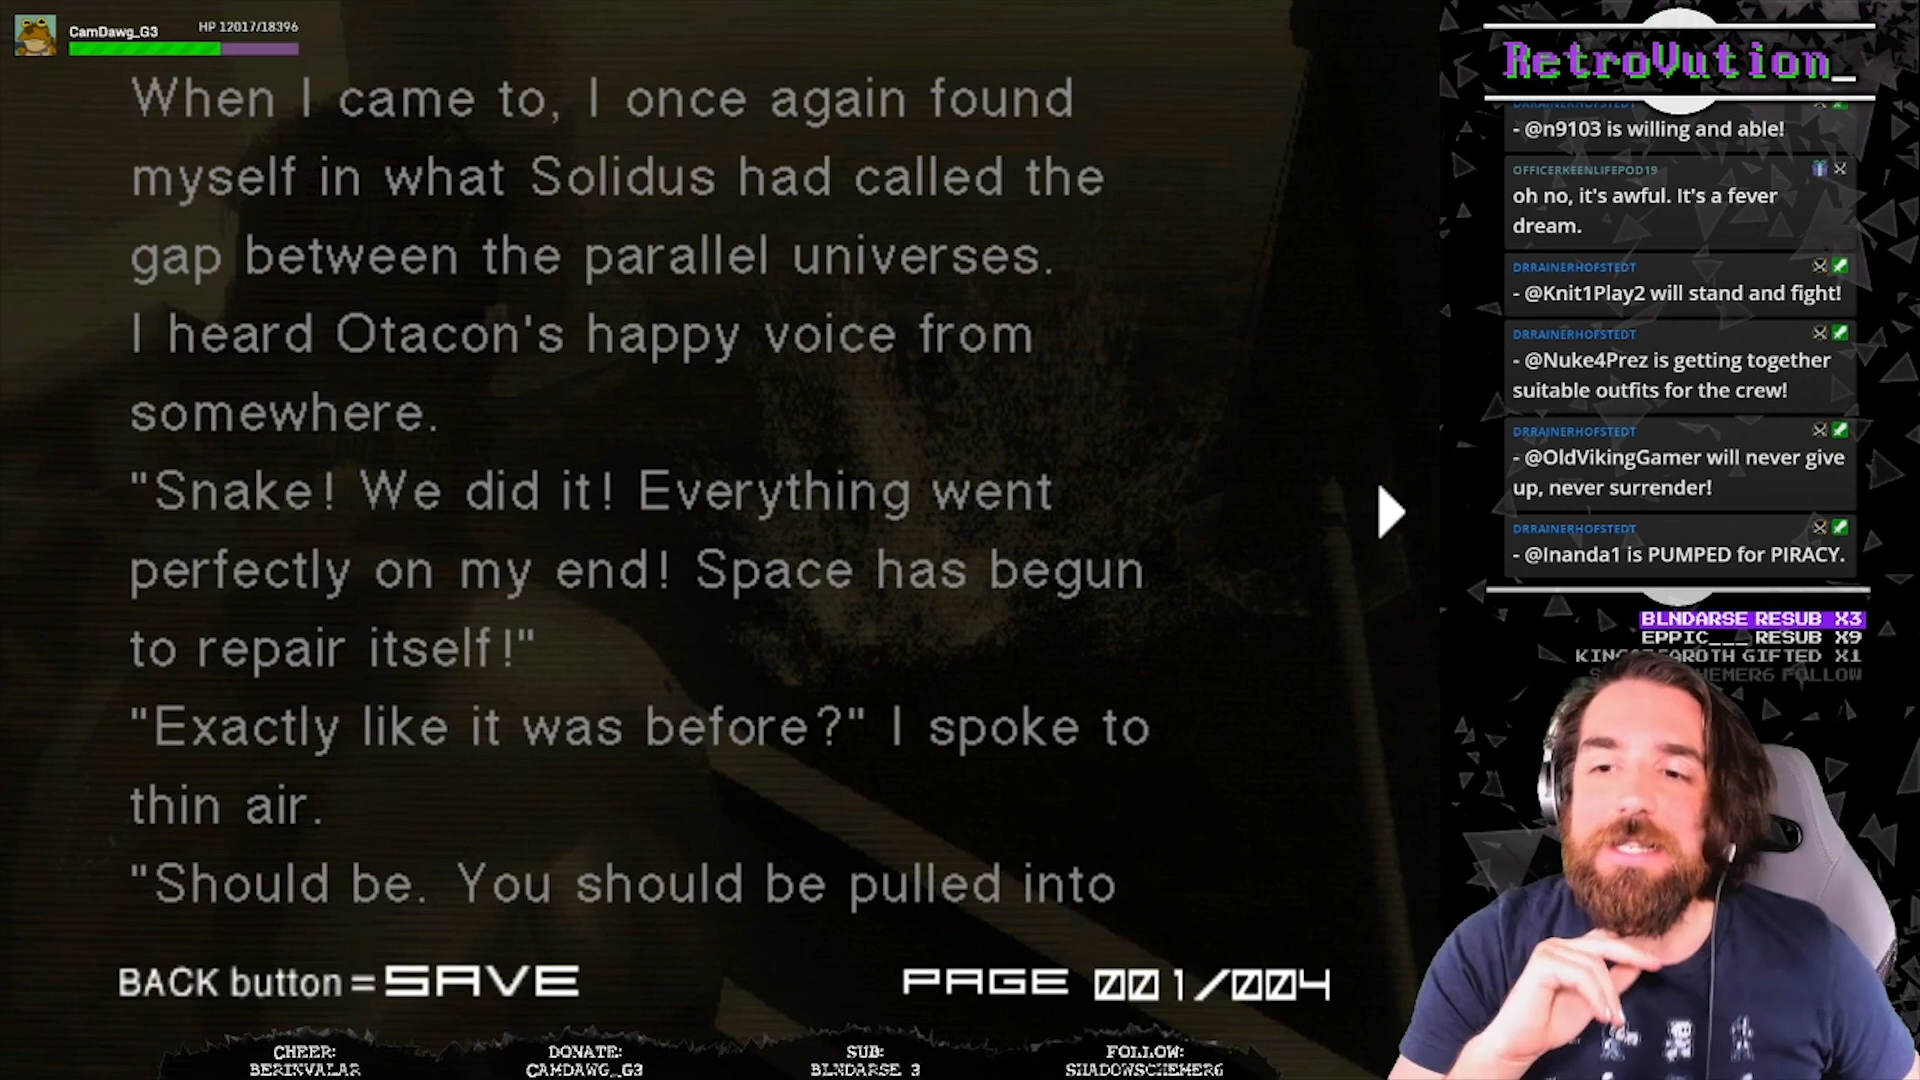 CamDawg_G3
HP 12017/18396
When I came to, I once again found
myself in what Solidus had called the
gap between the parallel universes.
I heard Otacon's happy voice from
somewhere.
"Snake! We did it! Everything went
perfectly on my end! Space has begun
to repair itself!"
"Exactly like it was before?" I spoke to
thin air.
"Should be. You should be pulled into
BACK button = SAVE
PAGE 001/004
RetroVution_
DRRAINERHOFSTEDT
- @n9103 is willing and able!
OFFICERKEENLIFEPOD19
oh no, it's awful. It's a fever
dream.
DRRAINERHOFSTEDT
- @Knit1Play2 will stand and fight!
DRRAINERHOFSTEDT
- @Nuke4Prez is getting together
suitable outfits for the crew!
DRRAINERHOFSTEDT
- @OldVikingGamer will never give
up, never surrender!
DRRAINERHOFSTEDT
- @Inanda1 is PUMPED for PIRACY.
BLNDARSE RESUB X3
EPPIC___ RESUB X9
GIFTED X1
FOLLOW
CHEER:
BERINVALAR
DONATE:
CAMDAWG_G3
SUB:
BLNDARSE 3
FOLLOW:
SHADOWSCHEMER6